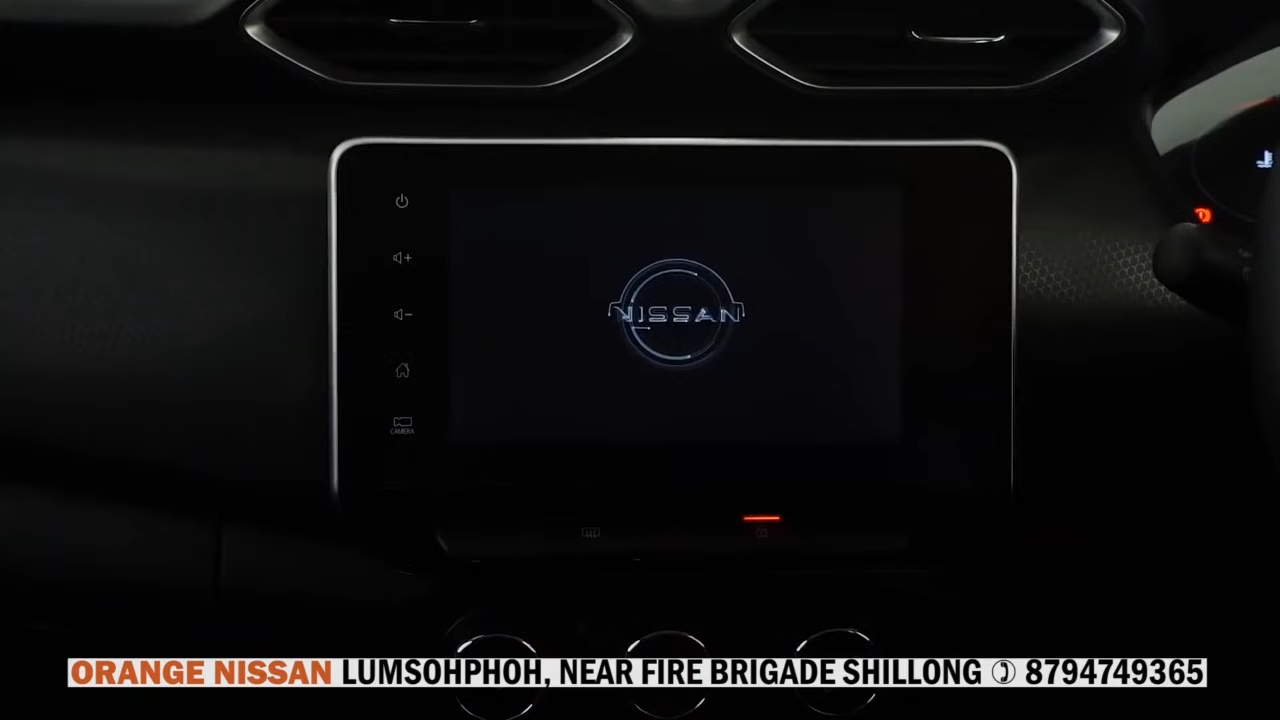 NISSAN
CAMERA
ORANGE NISSAN LUMSOHPHOH, NEAR FIRE BRIGADE SHILLONG ✆ 8794749365